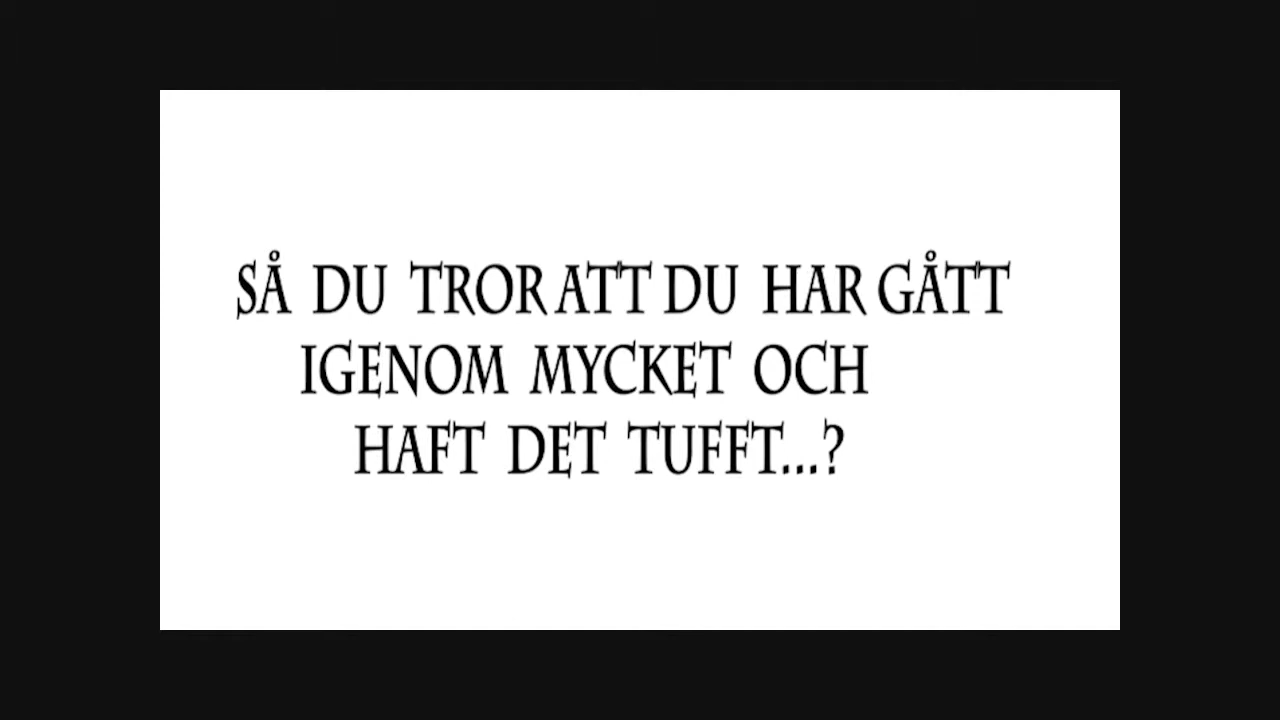 SÅ DU TROR ATT DU HAR GÅTT
IGENOM MYCKET OCH
HAFT DET TUFFT...?